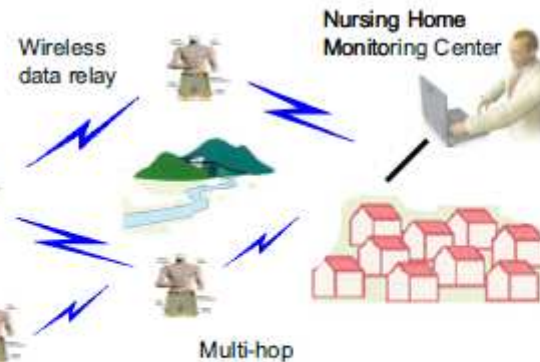 Nursing Home
Wireless
Monitoring Center
data relay
Multi-hop